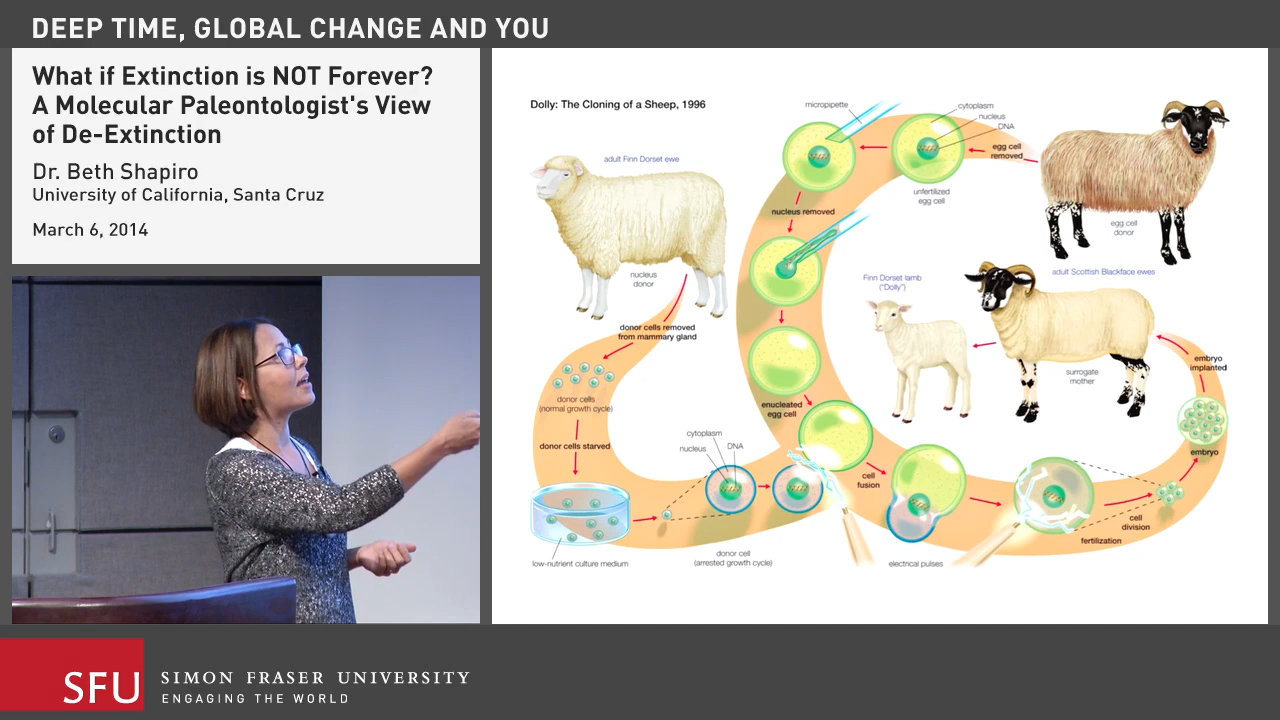 DEEP TIME, GLOBAL CHANGE AND YOU
What if Extinction is NOT Forever?
A Molecular Paleontologist's View
of De-Extinction
Dr. Beth Shapiro
University of California, Santa Cruz
March 6, 2014
Dolly: The Cloning of a Sheep, 1996
adult Finn Dorset ewe
nucleus
donor
donor cells removed
from mammary gland
donor cells
(normal growth cycle)
donor cells starved
low-nutrient culture medium
cytoplasm
nucleus
DNA
donor cell
(arrested growth cycle)
micropipette
cytoplasm
nucleus
DNA
egg cell
removed
unfertilized
egg cell
egg cell
donor
nucleus removed
enucleated
egg cell
cell
fusion
electrical pulses
fertilization
cell
division
embryo
embryo
implanted
adult Scottish Blackface ewes
surrogate
mother
Finn Dorset lamb
("Dolly")
SFU
SIMON FRASER UNIVERSITY
ENGAGING THE WORLD